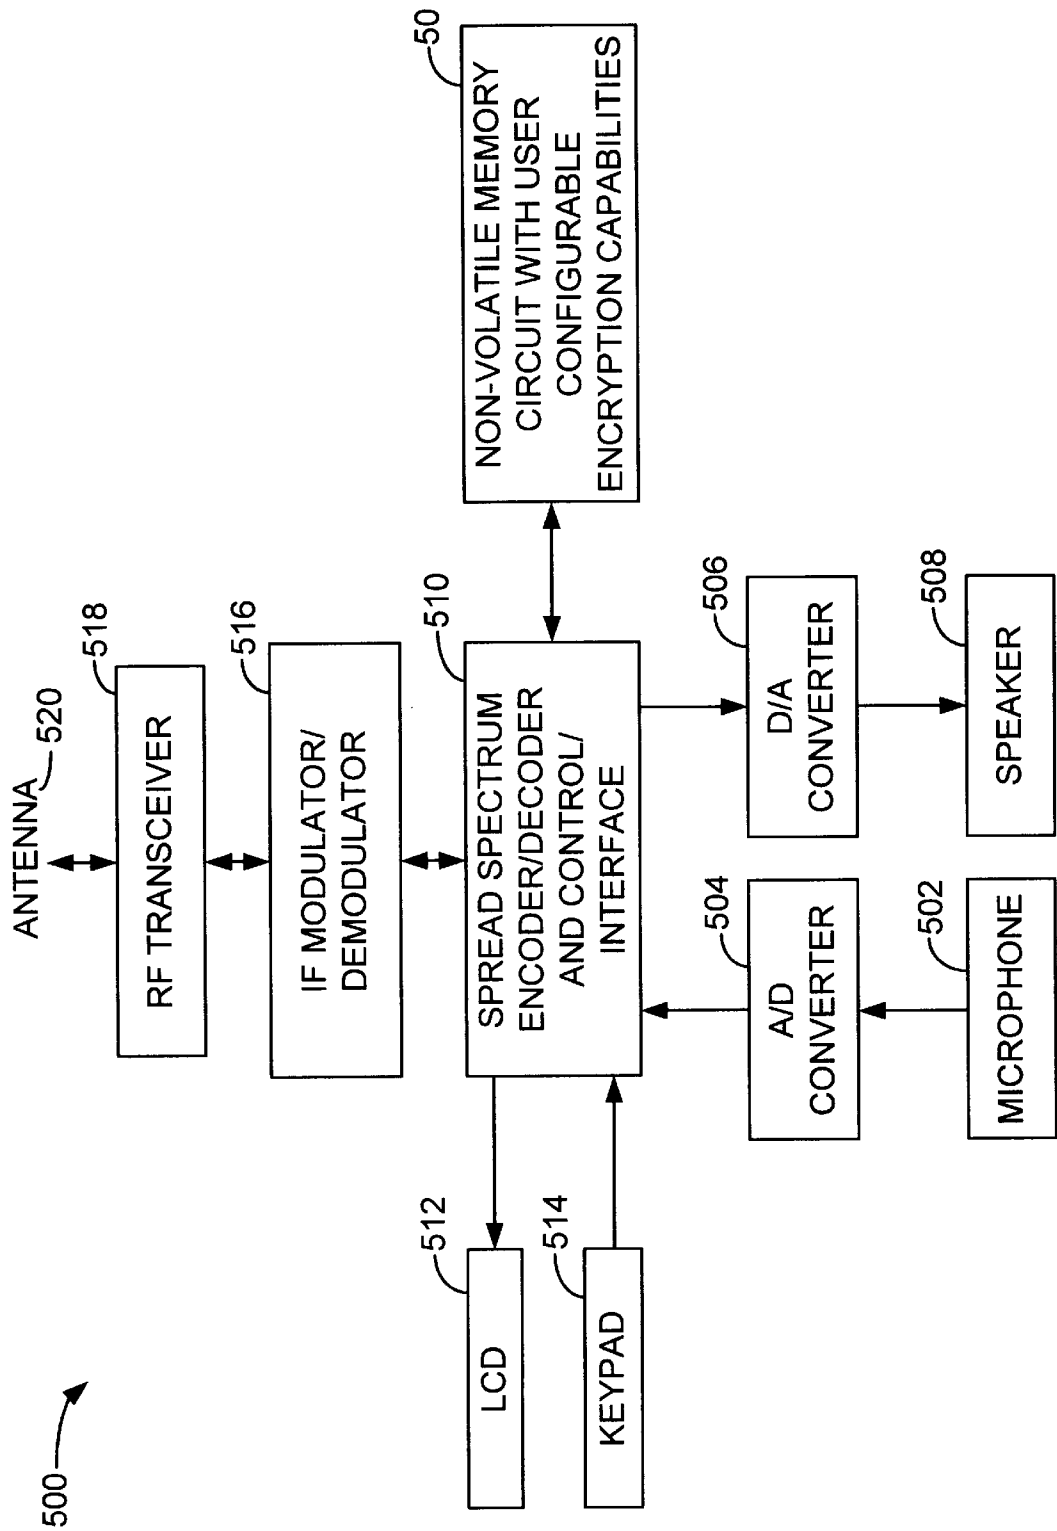 500
ANTENNA
520
RF TRANSCEIVER
518
IF MODULATOR/
DEMODULATOR
516
LCD
512
KEYPAD
514
SPREAD SPECTRUM
ENCODER/DECODER
AND CONTROL/
INTERFACE
510
NON-VOLATILE MEMORY
CIRCUIT WITH USER
CONFIGURABLE
ENCRYPTION CAPABILITIES
50
A/D
CONVERTER
504
D/A
CONVERTER
506
MICROPHONE
502
SPEAKER
508